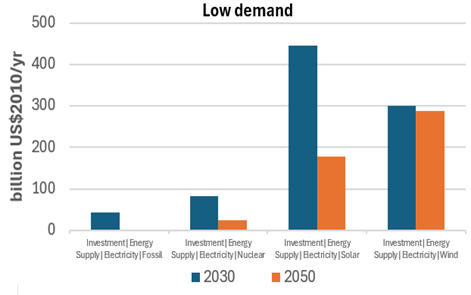 Low demand
billion US$2010/yr
500
400
300
200
100
0
Investment|Energy
Supply|Electricity|Fossil
Investment|Energy
Supply|Electricity|Nuclear
Investment|Energy
Supply|Electricity|Solar
Investment|Energy
Supply|Electricity|Wind
2030 2050